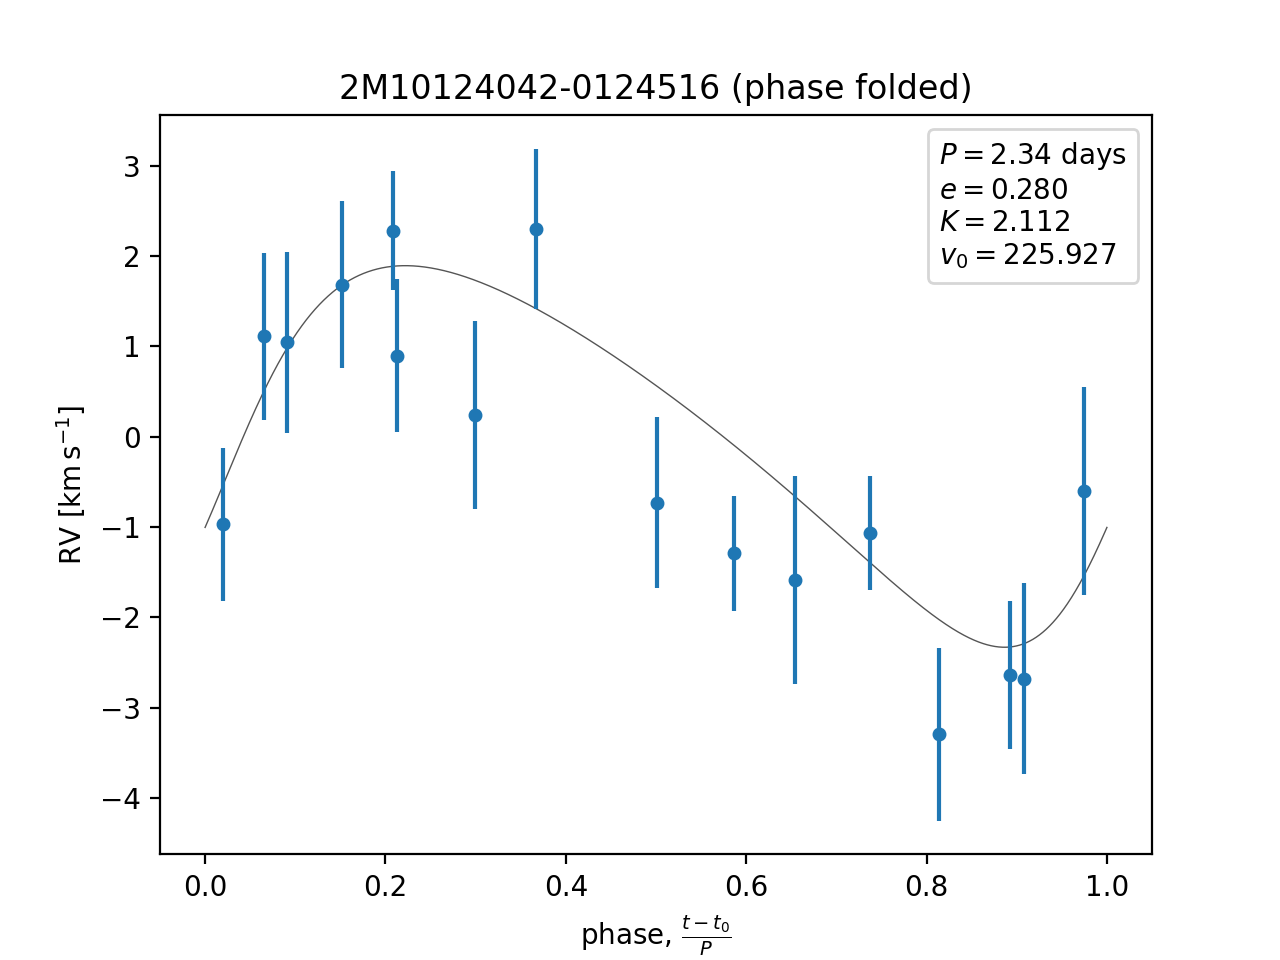 2M10124042-0124516 (phase folded)
P = 2.34 days
e = 0.280
K = 2.112
v₀ = 225.927
RV [km s⁻¹]
3
2
1
0
−1
−2
−3
−4
0.0 0.2 0.4 0.6 0.8 1.0
phase, (t − t₀)/P